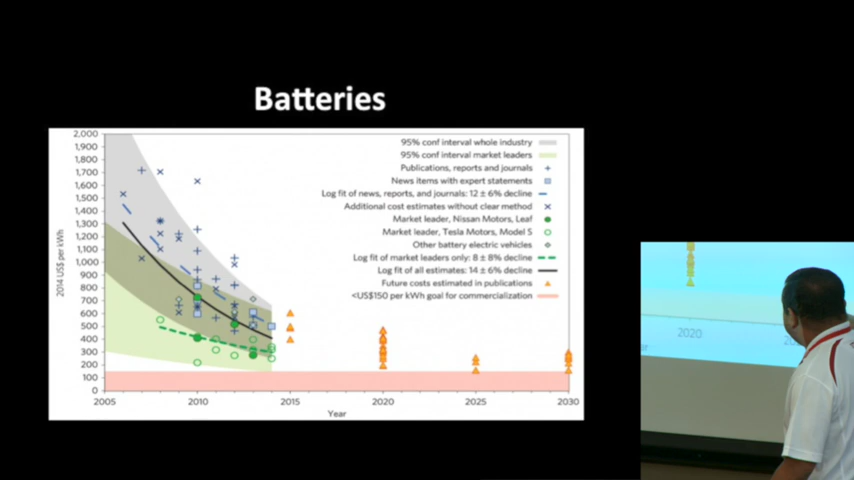 Batteries
2,000
1,900
1,800
1,700
1,600
1,500
1,400
1,300
1,200
1,100
1,000
900
800
700
600
500
400
300
200
100
0
2014 US$ per kWh
95% conf interval whole industry
95% conf interval market leaders
Publications, reports and journals
News items with expert statements
Log fit of news, reports, and journals: 12 ± 6% decline
Additional cost estimates without clear method
Market leader, Nissan Motors, Leaf
Market leader, Tesla Motors, Model S
Other battery electric vehicles
Log fit of market leaders only: 8 ± 8% decline
Log fit of all estimates: 14 ± 6% decline
Future costs estimated in publications
<US$150 per kWh goal for commercialization
2005 2010 2015 2020 2025 2030
Year
2020